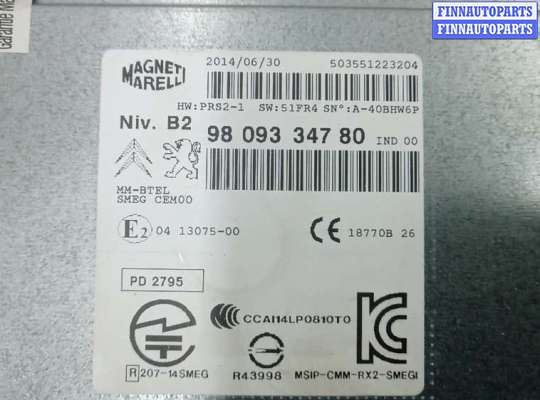 Garantie Ma
FINNAUTOPARTS
FINNAUTOPARTS
MAGNETI
MARELLI
2014/06/30 503551223204
HW:PRS2-1 SW:51FR4 SN°:A-40BHW6P
Niv. B2 98 093 347 80 IND 00
MM-BTEL
SMEG CEM00
E2 04 13075-00 CE 18770B 26
PD 2795
CCAI14LP0810T0
R 207-14SMEG R43998 MSIP-CMM-RX2-SMEGI